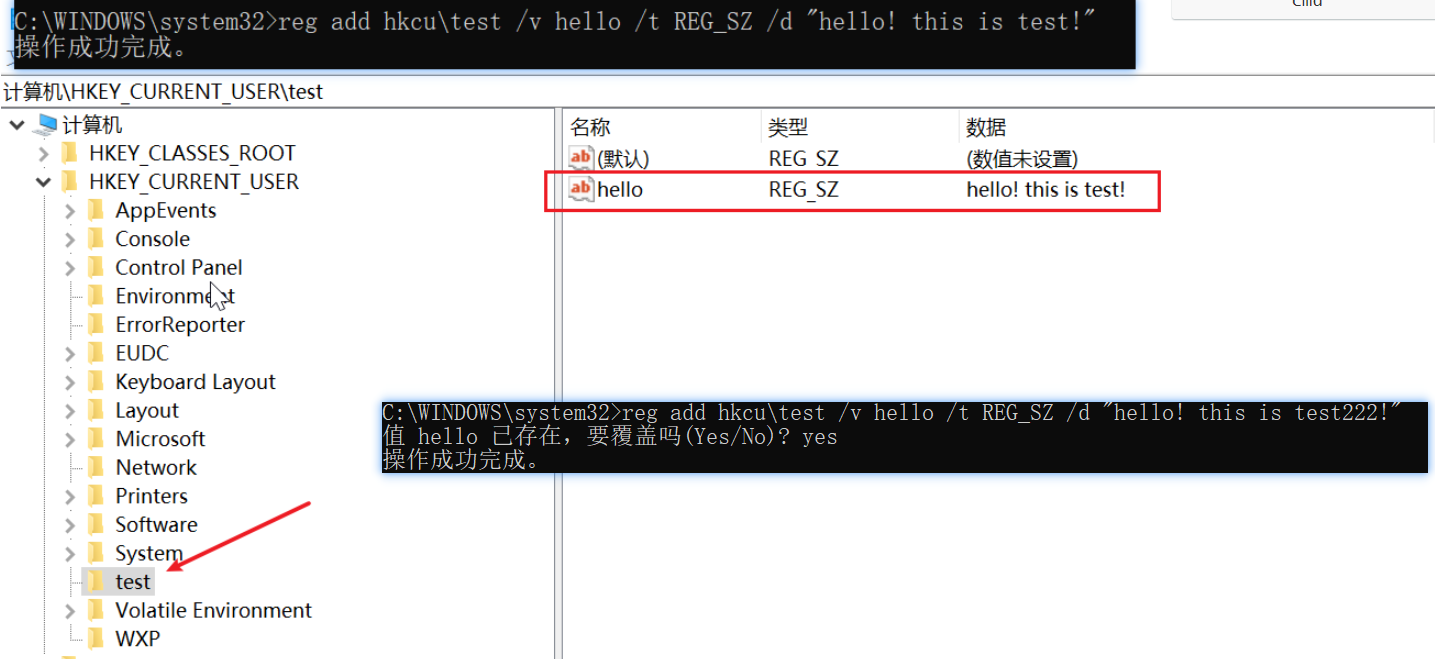 Cmd
C:\WINDOWS\system32>reg add hkcu\test /v hello /t REG_SZ /d "hello! this is test!"
操作成功完成。
计算机\HKEY_CURRENT_USER\test
计算机
HKEY_CLASSES_ROOT
HKEY_CURRENT_USER
AppEvents
Console
Control Panel
Environment
ErrorReporter
EUDC
Keyboard Layout
Layout
Microsoft
Network
Printers
Software
System
test
Volatile Environment
WXP
名称 类型 数据
ab (默认) REG_SZ (数值未设置)
ab hello REG_SZ hello! this is test!
C:\WINDOWS\system32>reg add hkcu\test /v hello /t REG_SZ /d "hello! this is test222!"
值 hello 已存在，要覆盖吗(Yes/No)? yes
操作成功完成。